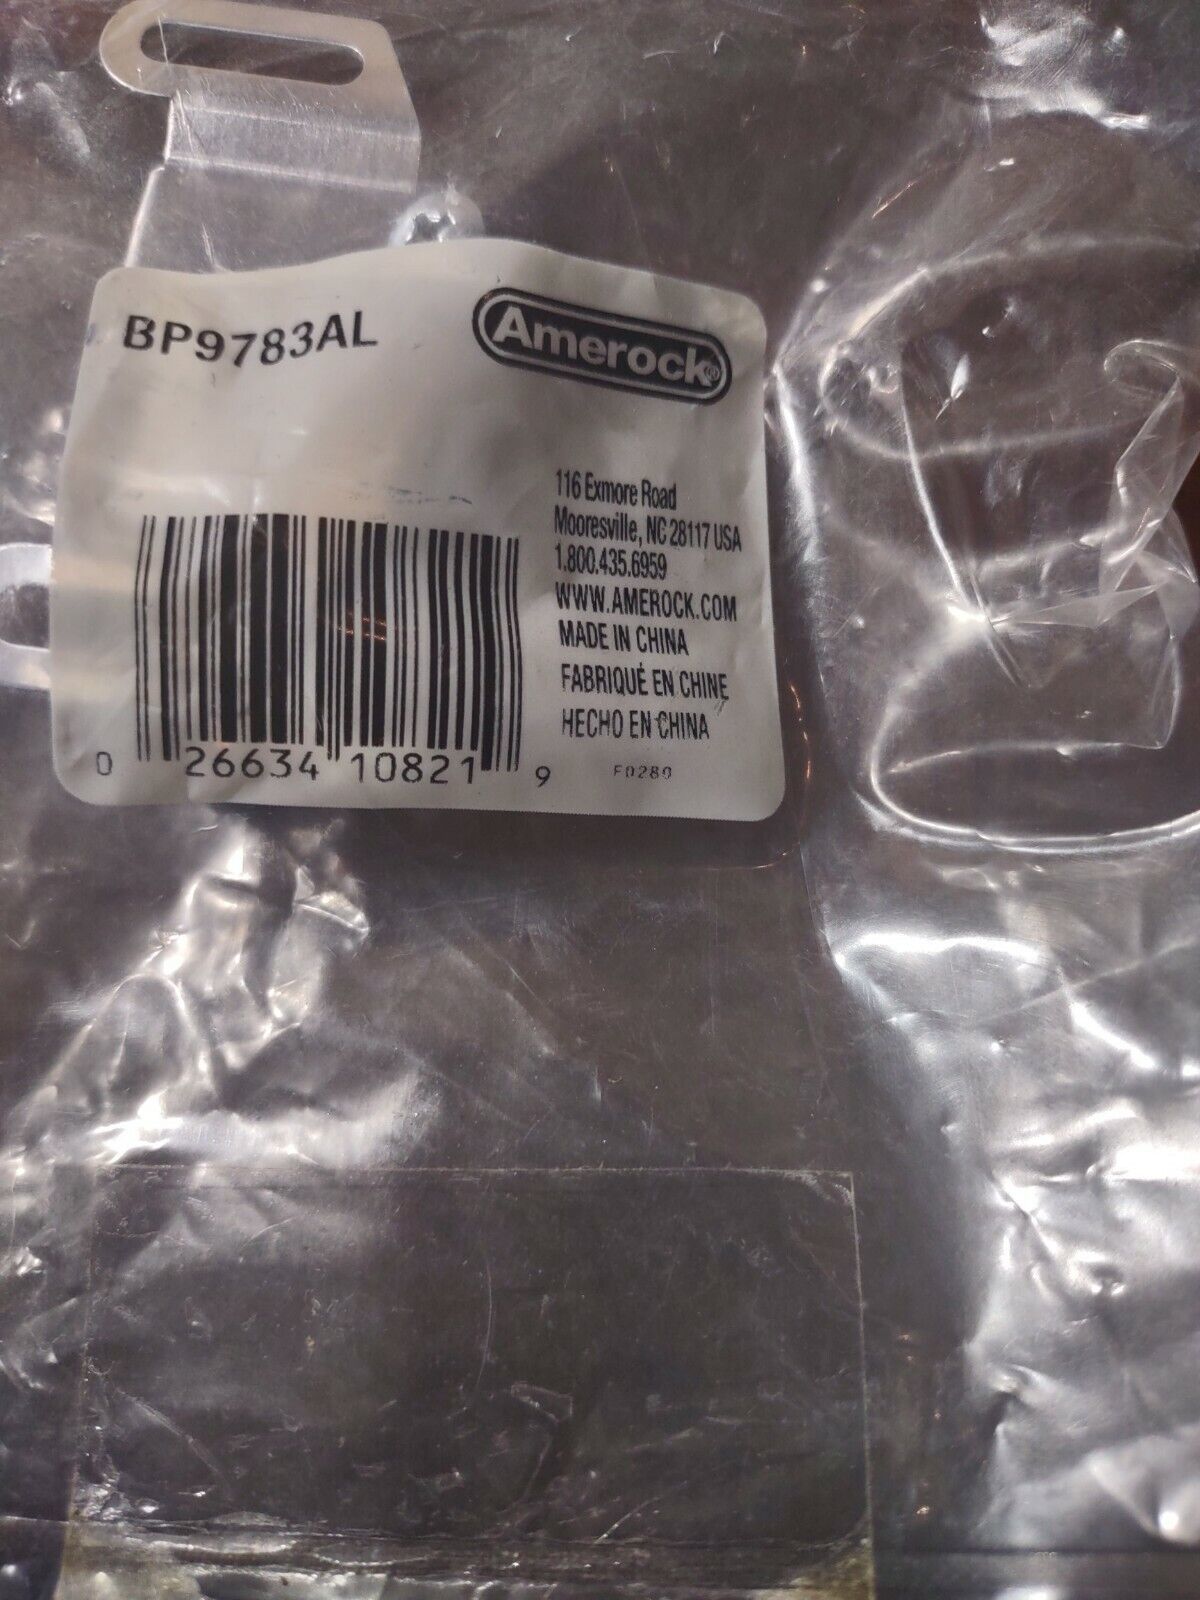 BP9783AL
Amerock®
116 Exmore Road
Mooresville, NC 28117 USA
1.800.435.6959
WWW.AMEROCK.COM
MADE IN CHINA
FABRIQUÉ EN CHINE
HECHO EN CHINA
0 26634 10821 9
F0280